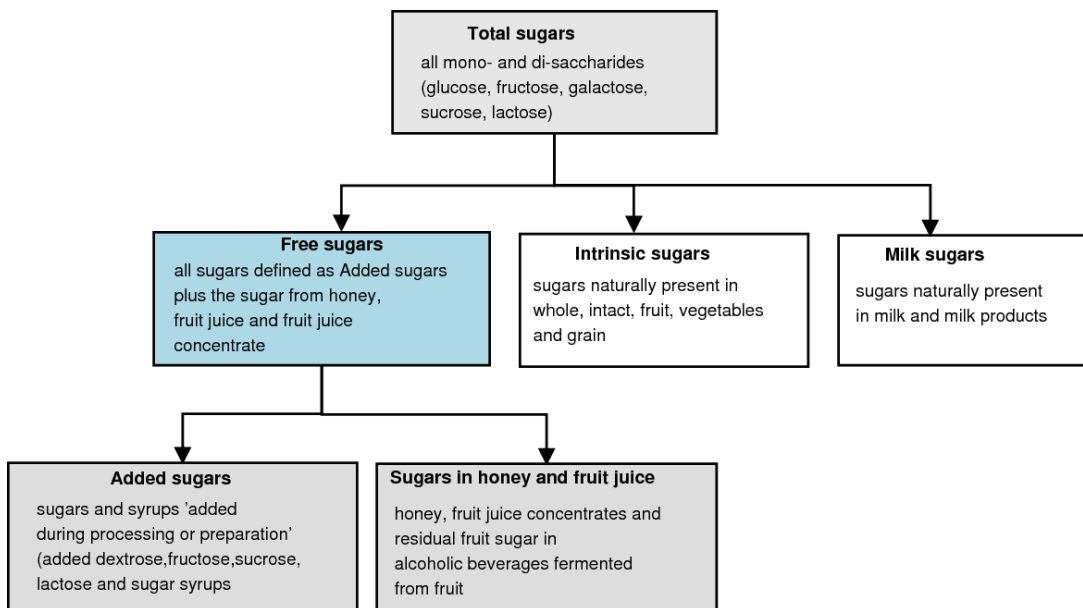 Total sugars
all mono- and di-saccharides
(glucose, fructose, galactose,
sucrose, lactose)
Free sugars
all sugars defined as Added sugars
plus the sugar from honey,
fruit juice and fruit juice
concentrate
Intrinsic sugars
sugars naturally present in
whole, intact, fruit, vegetables
and grain
Milk sugars
sugars naturally present
in milk and milk products
Added sugars
sugars and syrups ’added
during processing or preparation’
(added dextrose,fructose,sucrose,
lactose and sugar syrups
Sugars in honey and fruit juice
honey, fruit juice concentrates and
residual fruit sugar in
alcoholic beverages fermented
from fruit